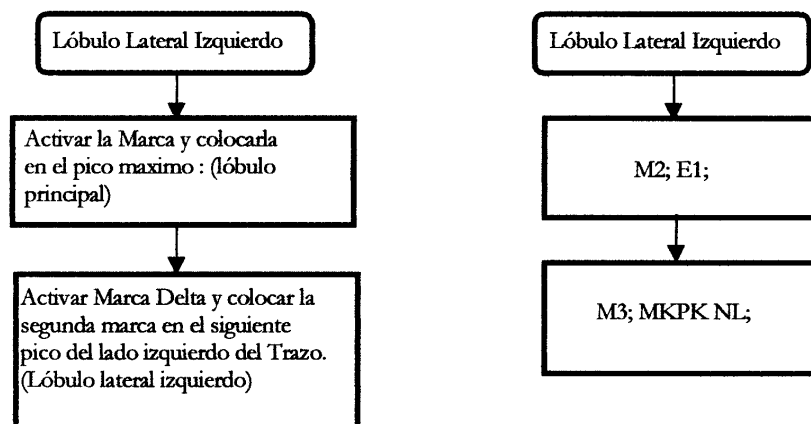 Lóbulo Lateral Izquierdo
Activar la Marca y colocarla
en el pico maximo : (lóbulo
principal)
Activar Marca Delta y colocar la
segunda marca en el siguiente
pico del lado izquierdo del Trazo.
(Lóbulo lateral izquierdo)
Lóbulo Lateral Izquierdo
M2; E1;
M3; MKPK NL;